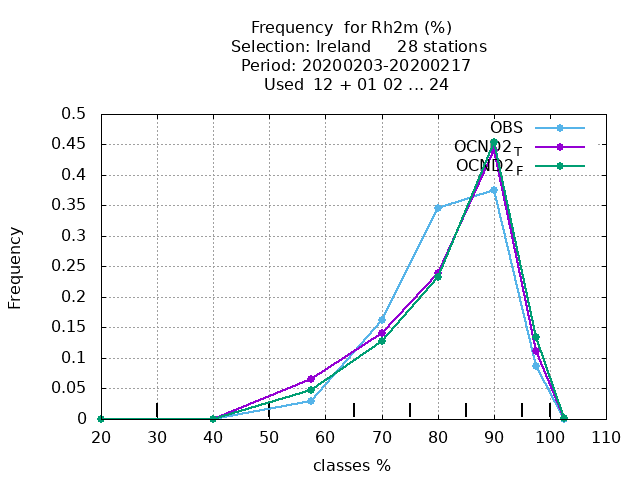 Frequency  for Rh2m (%)
Selection: Ireland     28 stations
Period: 20200203-20200217
Used  12 + 01 02 ... 24
0.5
0.45
0.4
0.35
0.3
0.25
0.2
0.15
0.1
0.05
0
Frequency
OBS
OCND2T
OCND2F
20 30 40 50 60 70 80 90 100 110
classes %